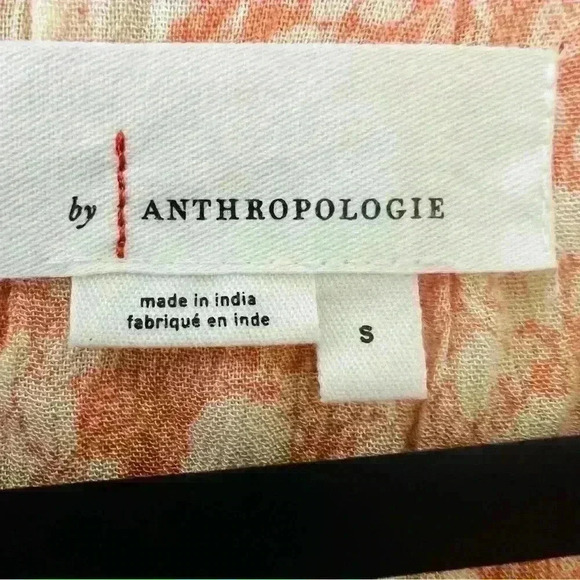 by ANTHROPOLOGIE
made in india
fabriqué en inde
S